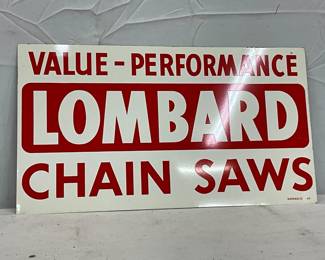 VALUE - PERFORMANCE
LOMBARD
CHAIN SAWS